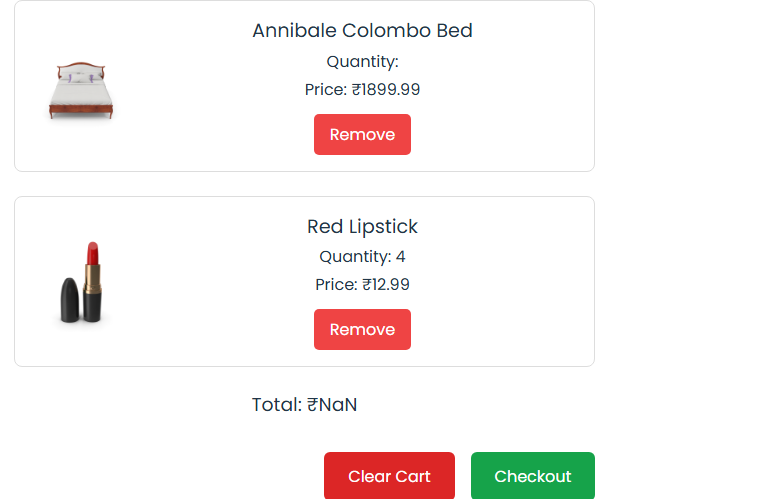 Annibale Colombo Bed
Quantity:
Price: ₹1899.99
Remove
Red Lipstick
Quantity: 4
Price: ₹12.99
Remove
Total: ₹NaN
Clear Cart Checkout